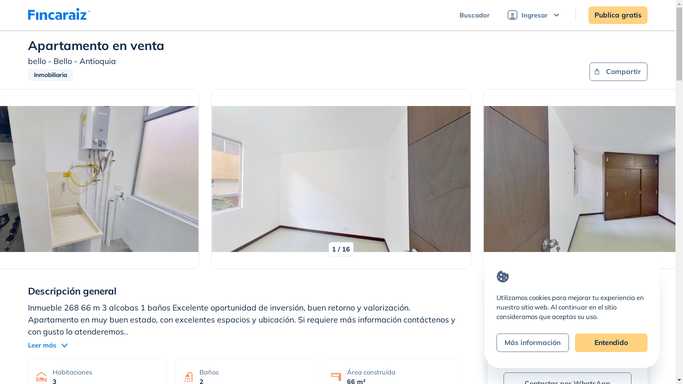 Fincaraiz
Buscador
Ingresar
Publica gratis
Apartamento en venta
bello - Bello - Antioquia
Inmobiliaria
Compartir
1 / 16
Descripción general
Inmueble 268 66 m 3 alcobas 1 baños Excelente oportunidad de inversión, buen retorno y valorización.
Apartamento en muy buen estado, con excelentes espacios y ubicación. Si requiere más información contáctenos y
con gusto lo atenderemos..
Leer más
Habitaciones
3
Baños
2
Área construida
66 m²
Utilizamos cookies para mejorar tu experiencia en
nuestro sitio web. Al continuar en el sitio
consideramos que aceptas su uso.
Más información
Entendido
Contactar por WhatsApp